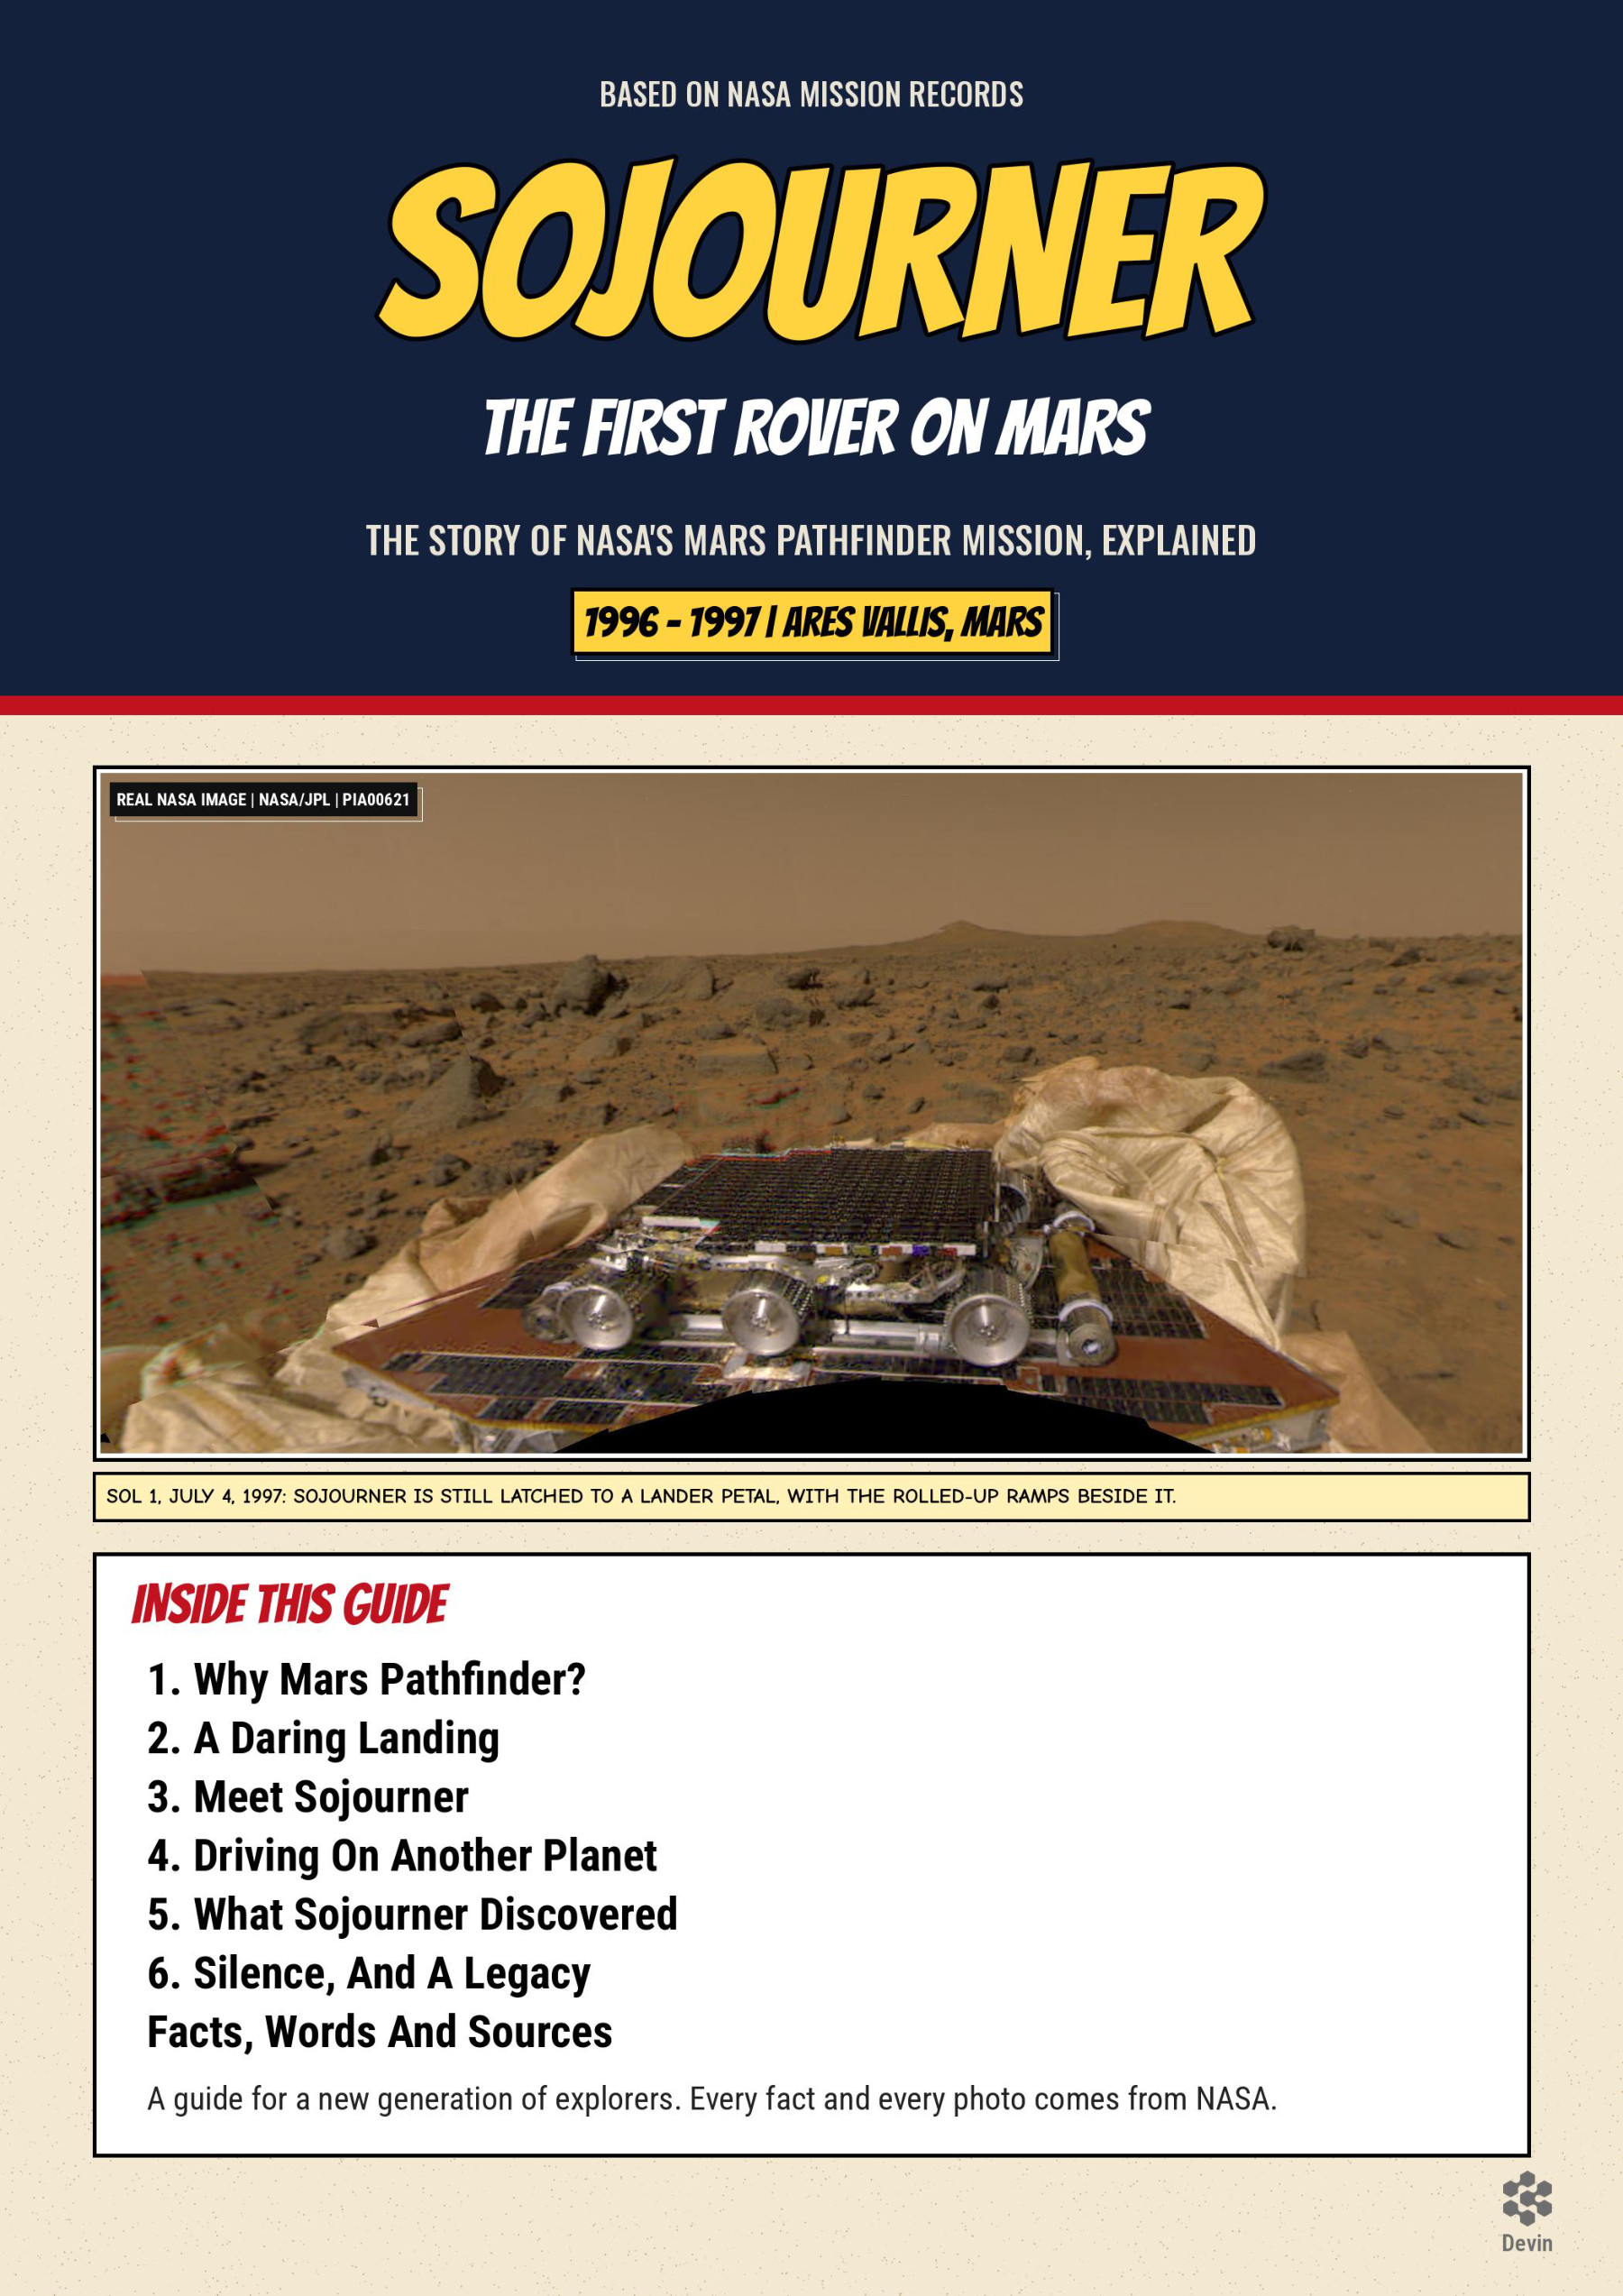 BASED ON NASA MISSION RECORDS
SOJOURNER
THE FIRST ROVER ON MARS
THE STORY OF NASA'S MARS PATHFINDER MISSION, EXPLAINED
1996 - 1997 | ARES VALLIS, MARS
REAL NASA IMAGE | NASA/JPL | PIA00621
SOL 1, JULY 4, 1997: SOJOURNER IS STILL LATCHED TO A LANDER PETAL, WITH THE ROLLED-UP RAMPS BESIDE IT.
INSIDE THIS GUIDE
1. Why Mars Pathfinder?
2. A Daring Landing
3. Meet Sojourner
4. Driving On Another Planet
5. What Sojourner Discovered
6. Silence, And A Legacy
Facts, Words And Sources
A guide for a new generation of explorers. Every fact and every photo comes from NASA.
Devin